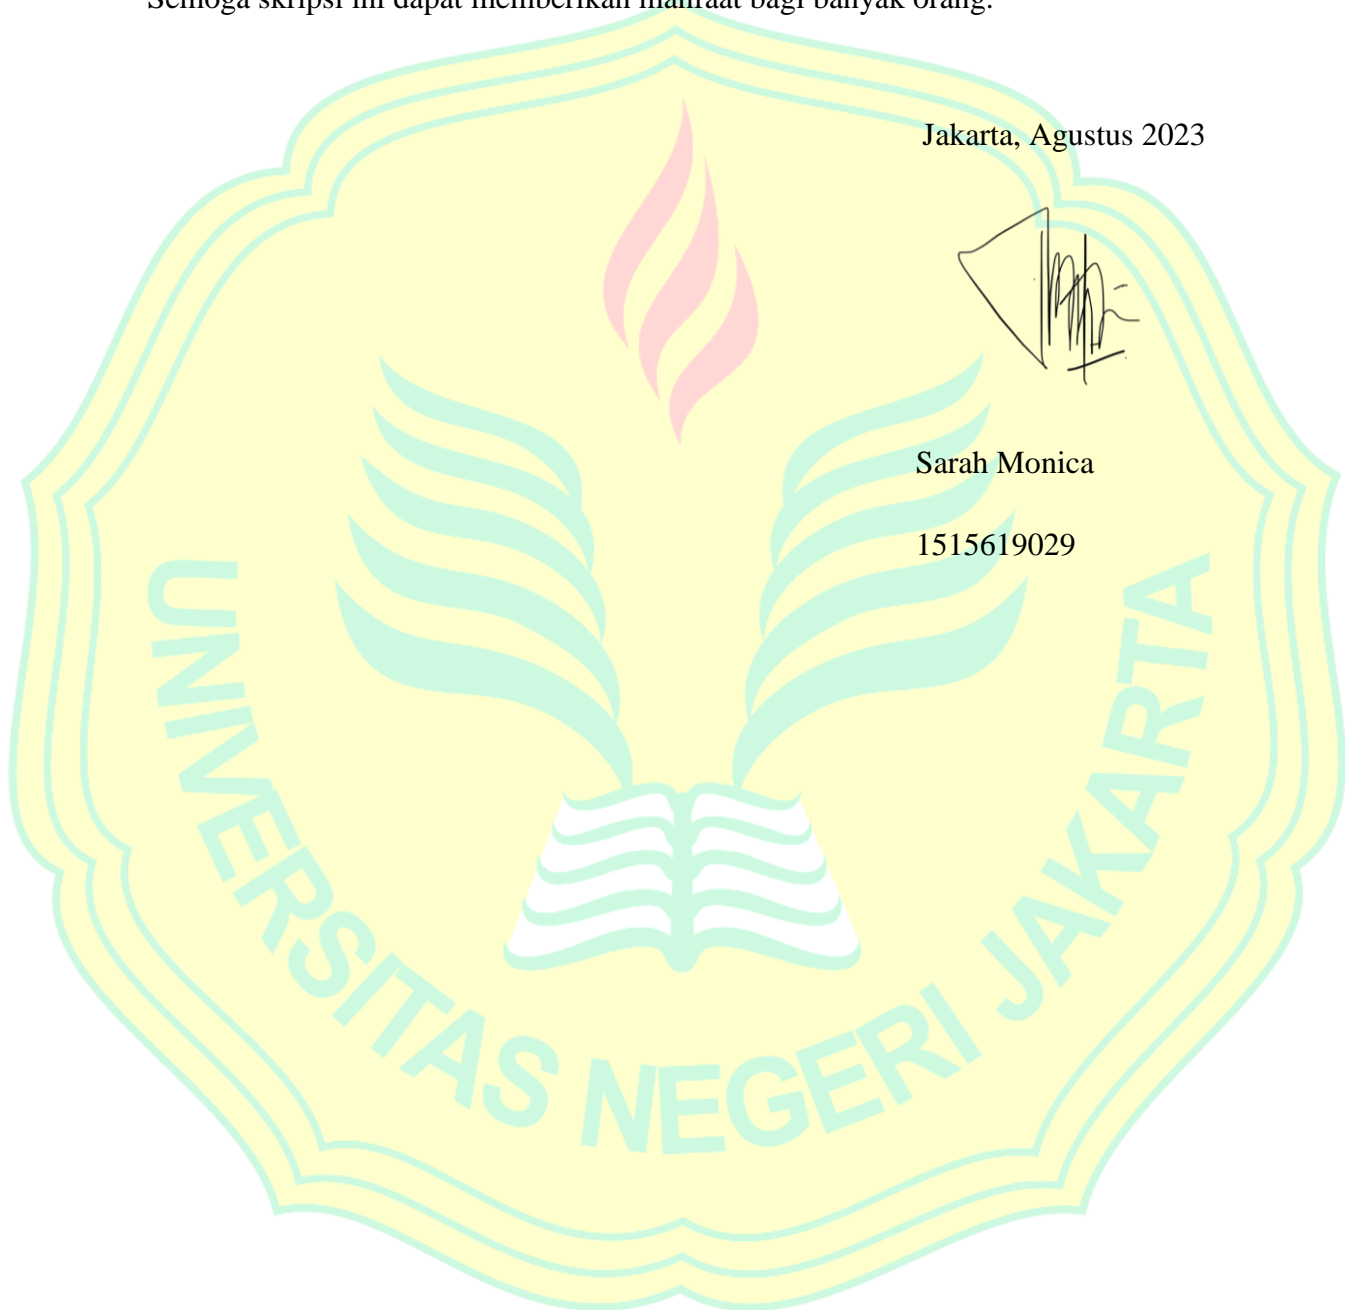 Semoga skripsi ini dapat memberikan manfaat bagi banyak orang.
Jakarta, Agustus 2023
Sarah Monica
1515619029
UNIVERSITAS NEGERI JAKARTA